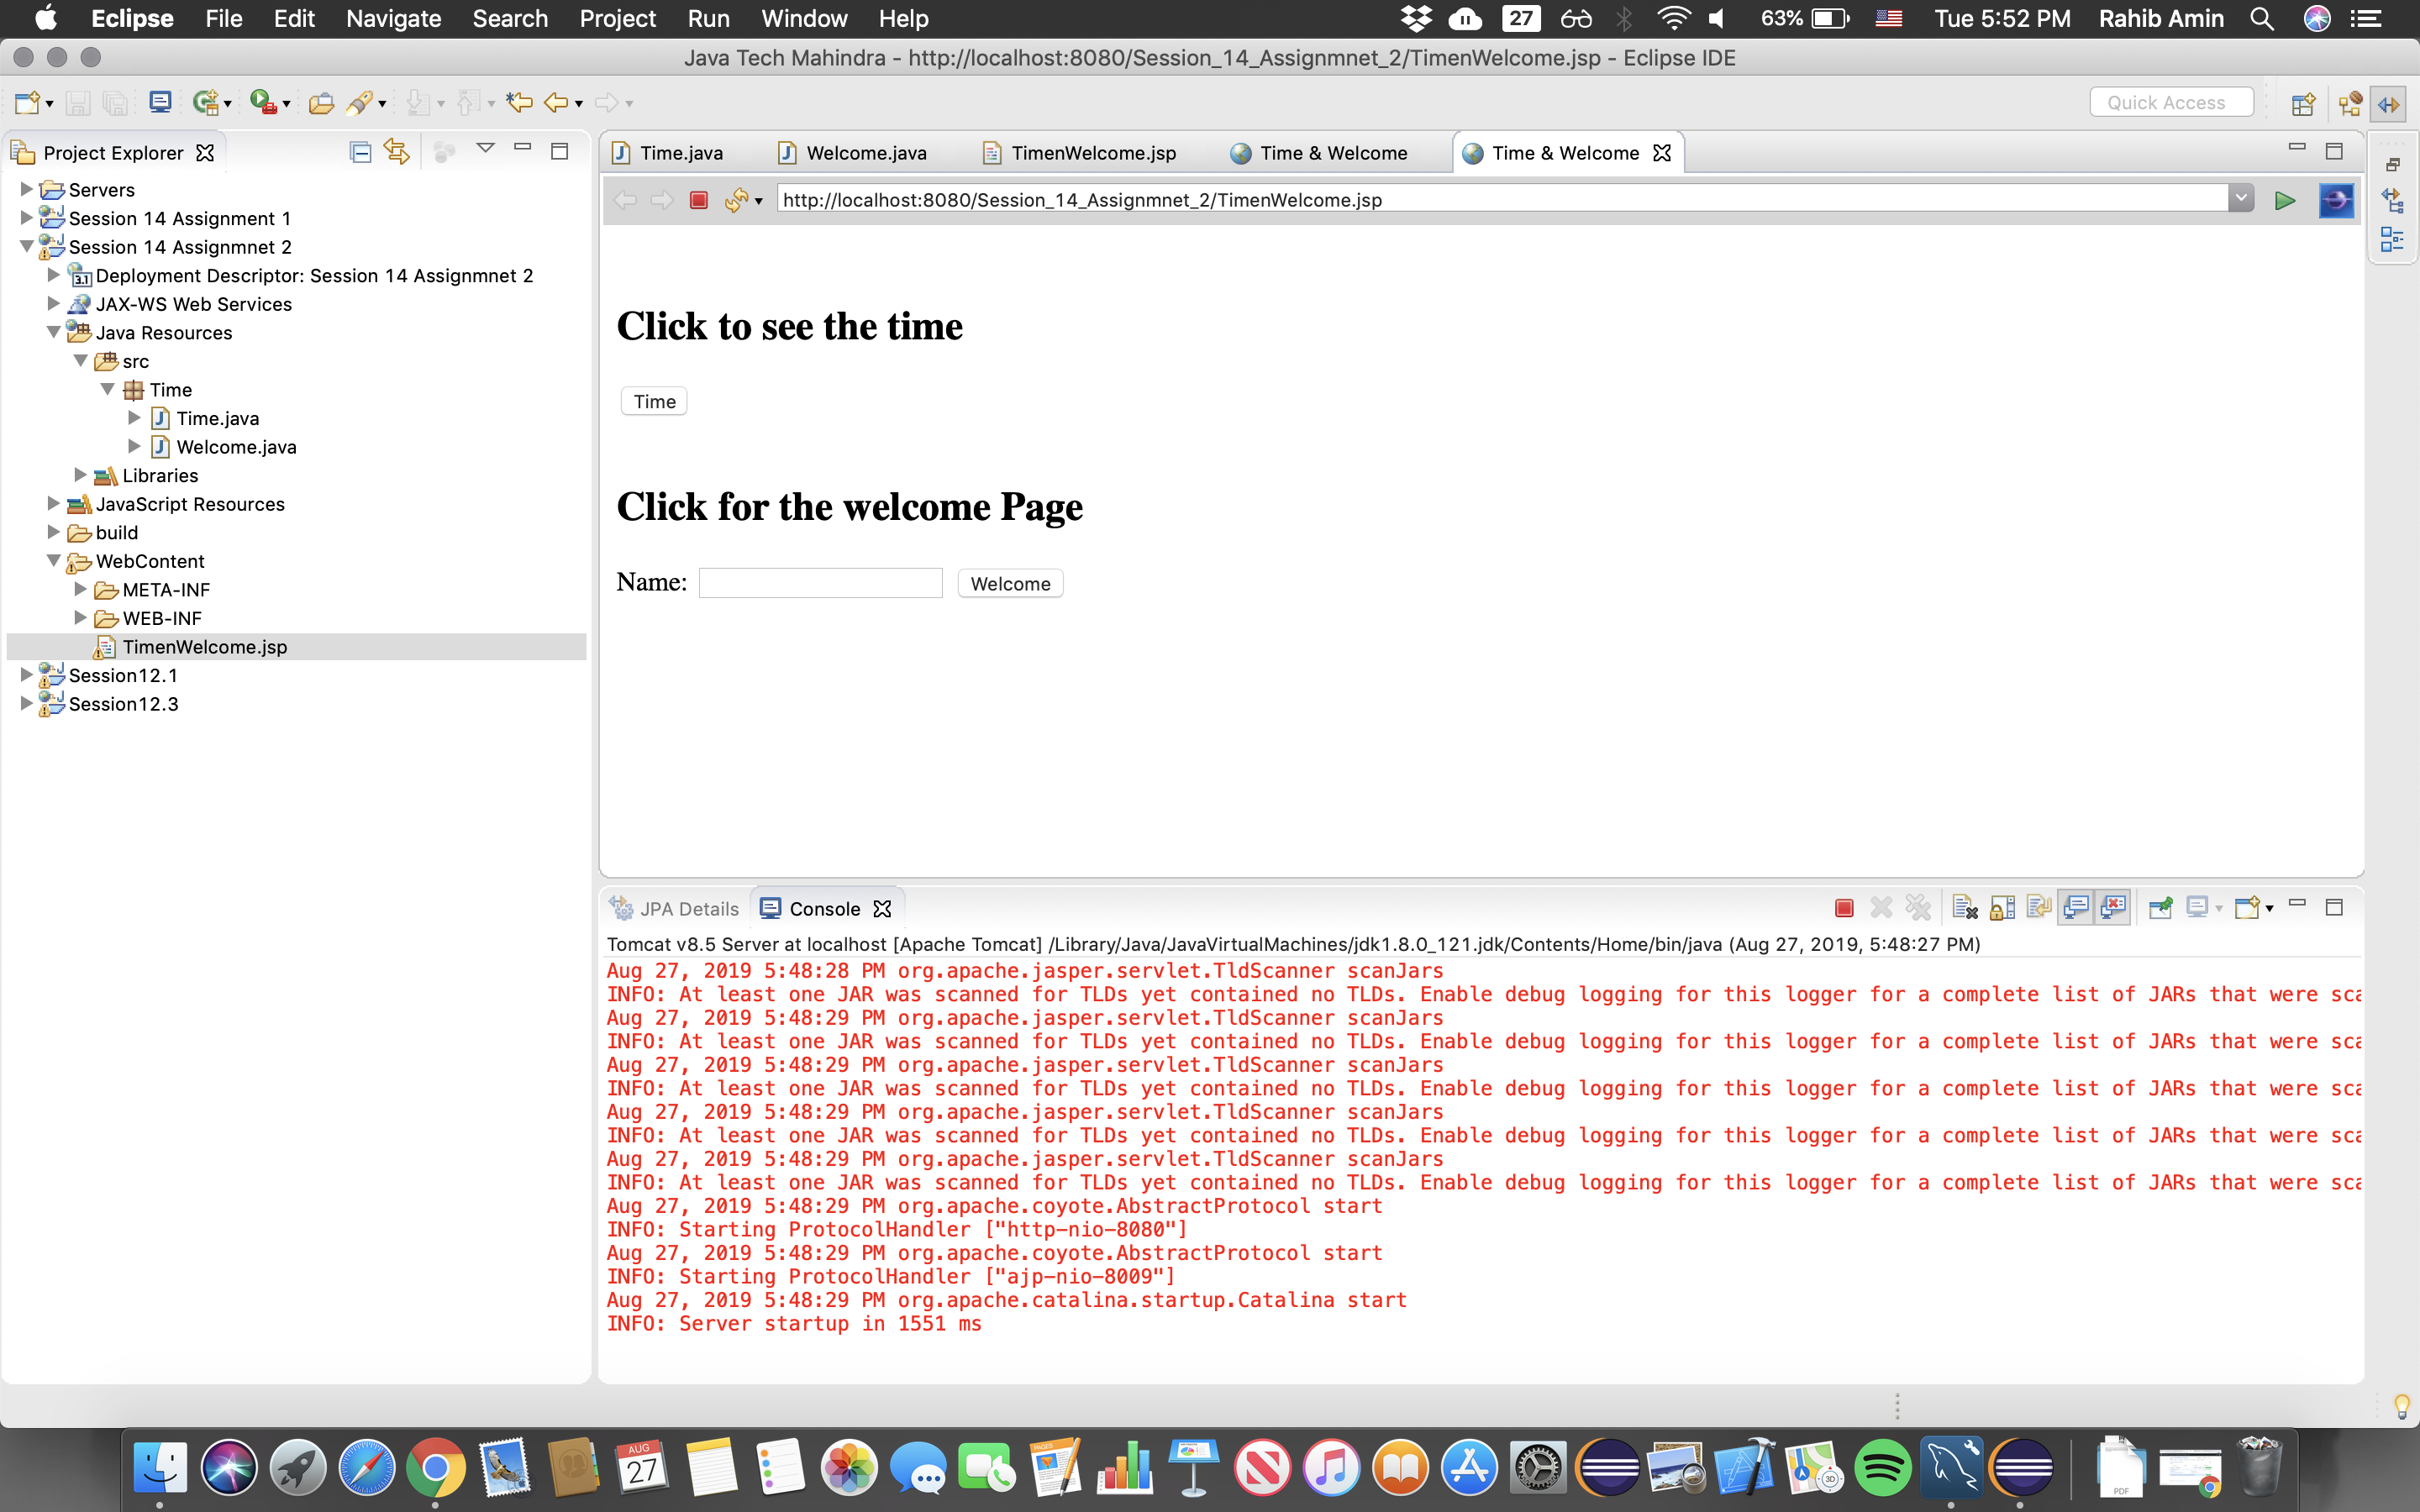 Eclipse File Edit Navigate Search Project Run Window Help 27 63% Tue 5:52 PM Rahib Amin
Java Tech Mahindra - http://localhost:8080/Session_14_Assignmnet_2/TimenWelcome.jsp - Eclipse IDE
Quick Access
Project Explorer
Servers
Session 14 Assignment 1
Session 14 Assignmnet 2
3.1 Deployment Descriptor: Session 14 Assignmnet 2
JAX-WS Web Services
Java Resources
src
Time
Time.java
Welcome.java
Libraries
JavaScript Resources
build
WebContent
META-INF
WEB-INF
TimenWelcome.jsp
Session12.1
Session12.3
Time.java Welcome.java TimenWelcome.jsp Time & Welcome Time & Welcome
http://localhost:8080/Session_14_Assignmnet_2/TimenWelcome.jsp
Click to see the time
Time
Click for the welcome Page
Name: Welcome
JPA Details Console
Tomcat v8.5 Server at localhost [Apache Tomcat] /Library/Java/JavaVirtualMachines/jdk1.8.0_121.jdk/Contents/Home/bin/java (Aug 27, 2019, 5:48:27 PM)
Aug 27, 2019 5:48:28 PM org.apache.jasper.servlet.TldScanner scanJars
INFO: At least one JAR was scanned for TLDs yet contained no TLDs. Enable debug logging for this logger for a complete list of JARs that were sca
Aug 27, 2019 5:48:29 PM org.apache.jasper.servlet.TldScanner scanJars
INFO: At least one JAR was scanned for TLDs yet contained no TLDs. Enable debug logging for this logger for a complete list of JARs that were sca
Aug 27, 2019 5:48:29 PM org.apache.jasper.servlet.TldScanner scanJars
INFO: At least one JAR was scanned for TLDs yet contained no TLDs. Enable debug logging for this logger for a complete list of JARs that were sca
Aug 27, 2019 5:48:29 PM org.apache.jasper.servlet.TldScanner scanJars
INFO: At least one JAR was scanned for TLDs yet contained no TLDs. Enable debug logging for this logger for a complete list of JARs that were sca
Aug 27, 2019 5:48:29 PM org.apache.jasper.servlet.TldScanner scanJars
INFO: At least one JAR was scanned for TLDs yet contained no TLDs. Enable debug logging for this logger for a complete list of JARs that were sca
Aug 27, 2019 5:48:29 PM org.apache.coyote.AbstractProtocol start
INFO: Starting ProtocolHandler ["http-nio-8080"]
Aug 27, 2019 5:48:29 PM org.apache.coyote.AbstractProtocol start
INFO: Starting ProtocolHandler ["ajp-nio-8009"]
Aug 27, 2019 5:48:29 PM org.apache.catalina.startup.Catalina start
INFO: Server startup in 1551 ms
AUG
27
PAGES
3D
PDF